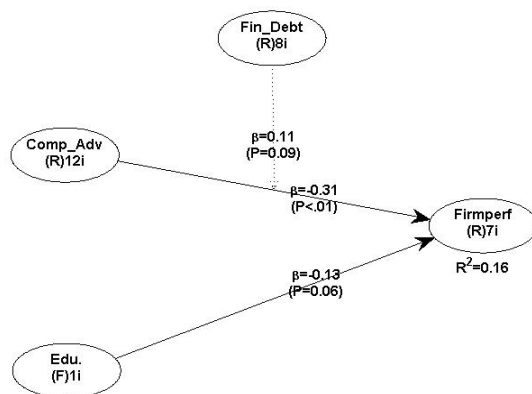 Fin_Debt
(R)8i
β=0.11
(P=0.09)
Comp_Adv
(R)12i
β=-0.31
(P<.01)
Firmperf
(R)7i
R²=0.16
β=-0.13
(P=0.06)
Edu.
(F)1i